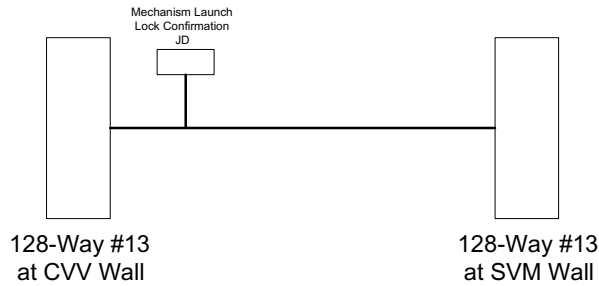 Mechanism Launch
Lock Confirmation
JD
128-Way #13
at CVV Wall
128-Way #13
at SVM Wall